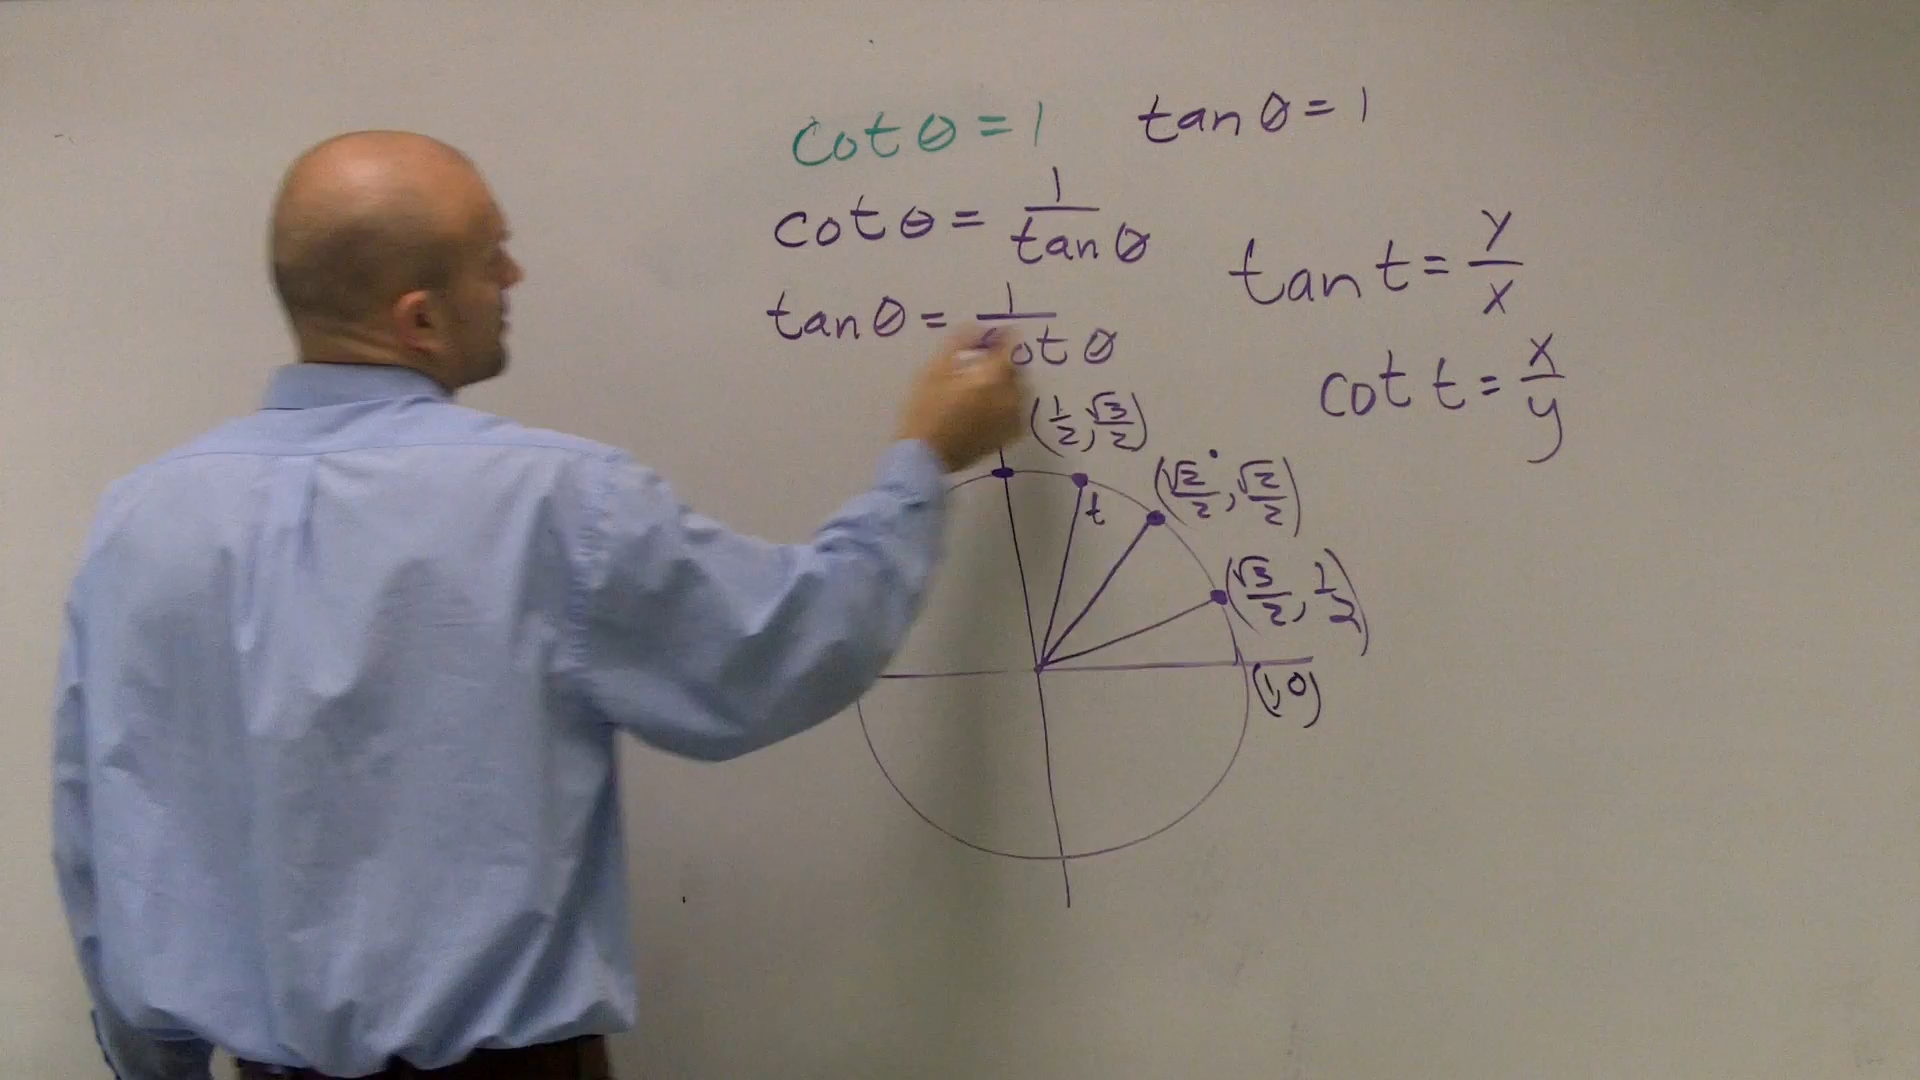 cot θ = 1
tan θ = 1
cot θ = 1/tan θ
tan θ = 1/cot θ
tan t = y/x
cot t = x/y
(1/2, √3/2)
(√2/2, √2/2)
t
(√3/2, 1/2)
(1,0)